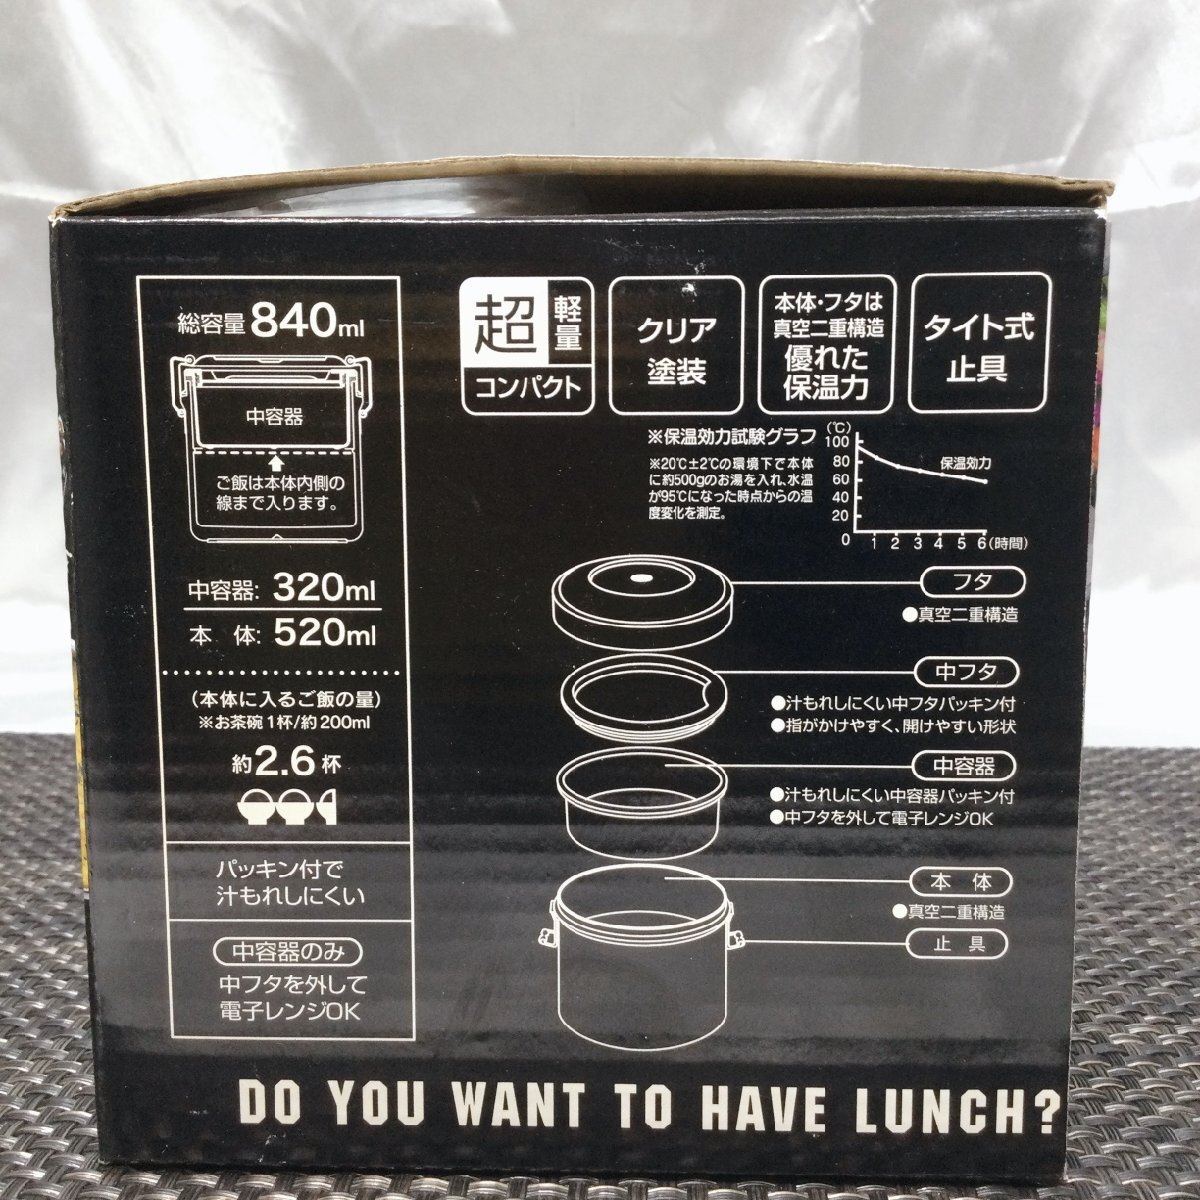 総容量840ml
中容器
ご飯は本体内側の
線まで入ります。
中容器: 320ml
本 体: 520ml
(本体に入るご飯の量)
※お茶碗1杯/約200ml
約2.6杯
パッキン付で
汁もれしにくい
中容器のみ
中フタを外して
電子レンジOK
超軽量
コンパクト
クリア
塗装
本体・フタは
真空二重構造
優れた
保温力
タイト式
止具
※保温効力試験グラフ
※20℃±2℃の環境下で本体
に約500gのお湯を入れ、水温
が95℃になった時点からの温
度変化を測定。
(℃)
100
80
60
40
20
0
保温効力
1 2 3 4 5 6(時間)
フタ
●真空二重構造
中フタ
●汁もれしにくい中フタパッキン付
●指がかけやすく、開けやすい形状
中容器
●汁もれしにくい中容器パッキン付
●中フタを外して電子レンジOK
本 体
●真空二重構造
止 具
DO YOU WANT TO HAVE LUNCH?